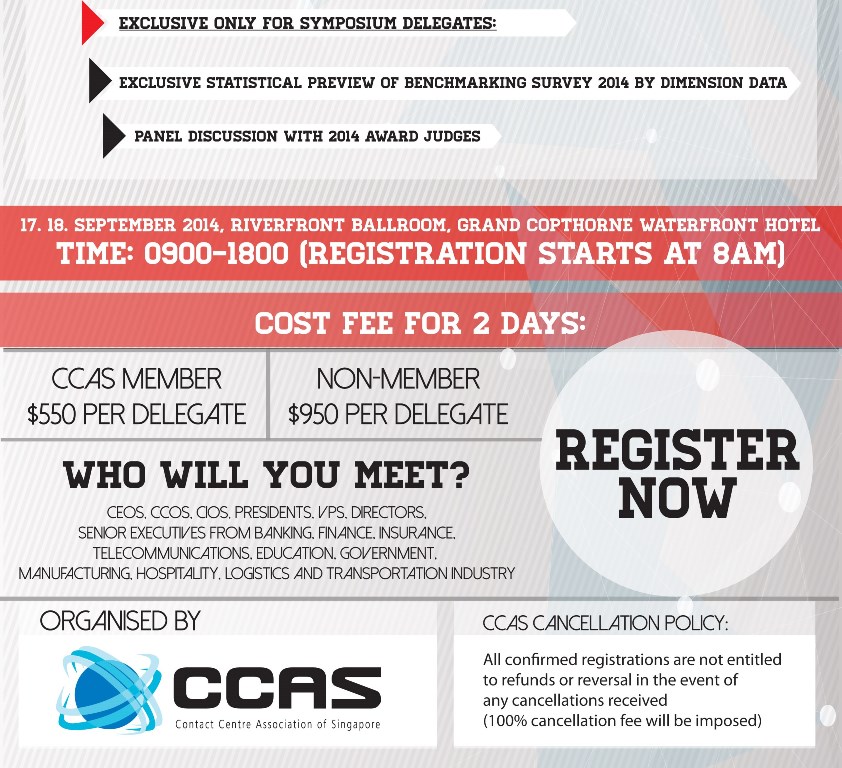 EXCLUSIVE ONLY FOR SYMPOSIUM DELEGATES:
EXCLUSIVE STATISTICAL PREVIEW OF BENCHMARKING SURVEY 2014 BY DIMENSION DATA
PANEL DISCUSSION WITH 2014 AWARD JUDGES
17. 18. SEPTEMBER 2014, RIVERFRONT BALLROOM, GRAND COPTHORNE WATERFRONT HOTEL
TIME: 0900-1800 (REGISTRATION STARTS AT 8AM)
COST FEE FOR 2 DAYS:
CCAS MEMBER
$550 PER DELEGATE
NON-MEMBER
$950 PER DELEGATE
REGISTER
NOW
WHO WILL YOU MEET?
CEOS, CCOS, CIOS, PRESIDENTS, VPS, DIRECTORS,
SENIOR EXECUTIVES FROM BANKING, FINANCE, INSURANCE,
TELECOMMUNICATIONS, EDUCATION, GOVERNMENT,
MANUFACTURING, HOSPITALITY, LOGISTICS AND TRANSPORTATION INDUSTRY
ORGANISED BY
CCAS
Contact Centre Association of Singapore
CCAS CANCELLATION POLICY:
All confirmed registrations are not entitled
to refunds or reversal in the event of
any cancellations received
(100% cancellation fee will be imposed)